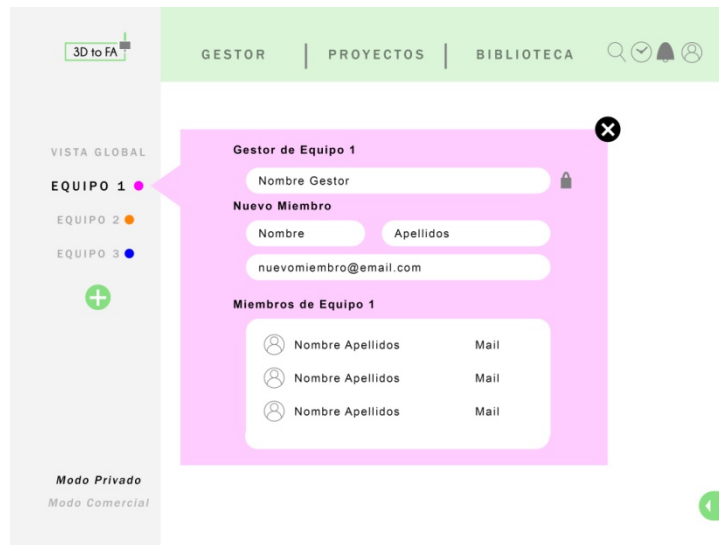 3D to FA
GESTOR | PROYECTOS | BIBLIOTECA
VISTA GLOBAL
EQUIPO 1
EQUIPO 2
EQUIPO 3
Modo Privado
Modo Comercial
Gestor de Equipo 1
Nombre Gestor
Nuevo Miembro
Nombre Apellidos
nuevomiembro@email.com
Miembros de Equipo 1
Nombre Apellidos Mail
Nombre Apellidos Mail
Nombre Apellidos Mail